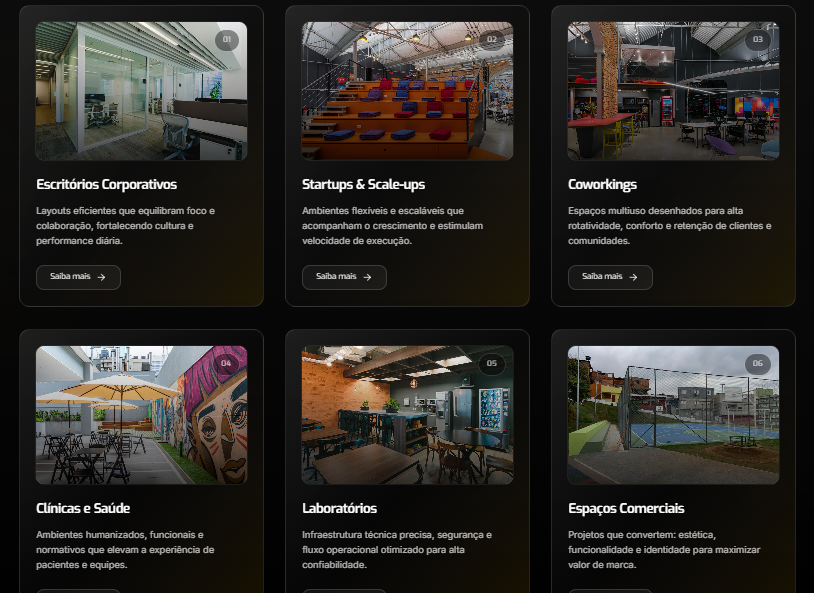 01
02
03
Escritórios Corporativos
Layouts eficientes que equilibram foco e
colaboração, fortalecendo cultura e
performance diária.
Saiba mais →
Startups & Scale-ups
Ambientes flexíveis e escaláveis que
acompanham o crescimento e estimulam
velocidade de execução.
Saiba mais →
Coworkings
Espaços multiuso desenhados para alta
rotatividade, conforto e retenção de clientes e
comunidades.
Saiba mais →
04
05
06
Clínicas e Saúde
Ambientes humanizados, funcionais e
normativos que elevam a experiência de
pacientes e equipes.
Laboratórios
Infraestrutura técnica precisa, segurança e
fluxo operacional otimizado para alta
confiabilidade.
Espaços Comerciais
Projetos que convertem: estética,
funcionalidade e identidade para maximizar
valor de marca.